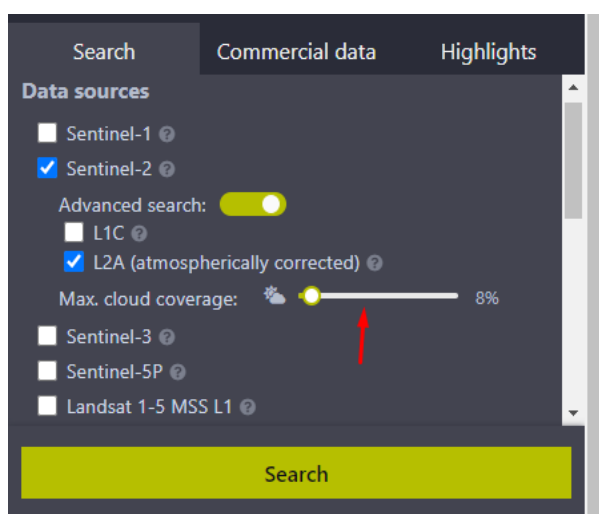 Search Commercial data Highlights
Data sources
Sentinel-1
Sentinel-2
Advanced search:
L1C
L2A (atmospherically corrected)
Max. cloud coverage: 8%
Sentinel-3
Sentinel-5P
Landsat 1-5 MSS L1
Search